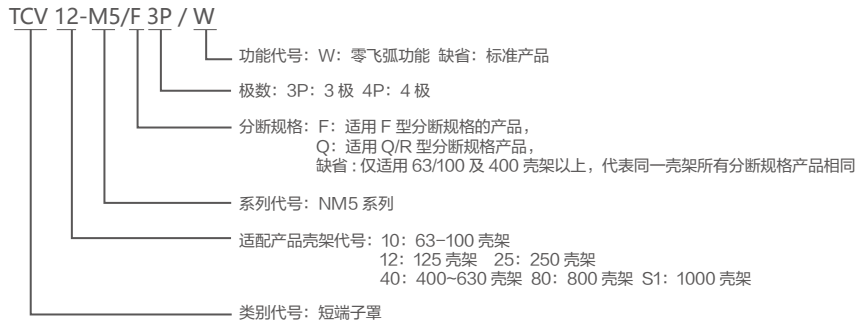 TCV 12-M5/F 3P / W
功能代号：W：零飞弧功能 缺省：标准产品
极数：3P：3 极 4P：4 极
分断规格：F：适用 F 型分断规格的产品，
Q：适用 Q/R 型分断规格产品，
缺省 : 仅适用 63/100 及 400 壳架以上，代表同一壳架所有分断规格产品相同
系列代号：NM5 系列
适配产品壳架代号：10：63-100 壳架
12：125 壳架 25：250 壳架
40：400~630 壳架 80：800 壳架 S1：1000 壳架
类别代号：短端子罩